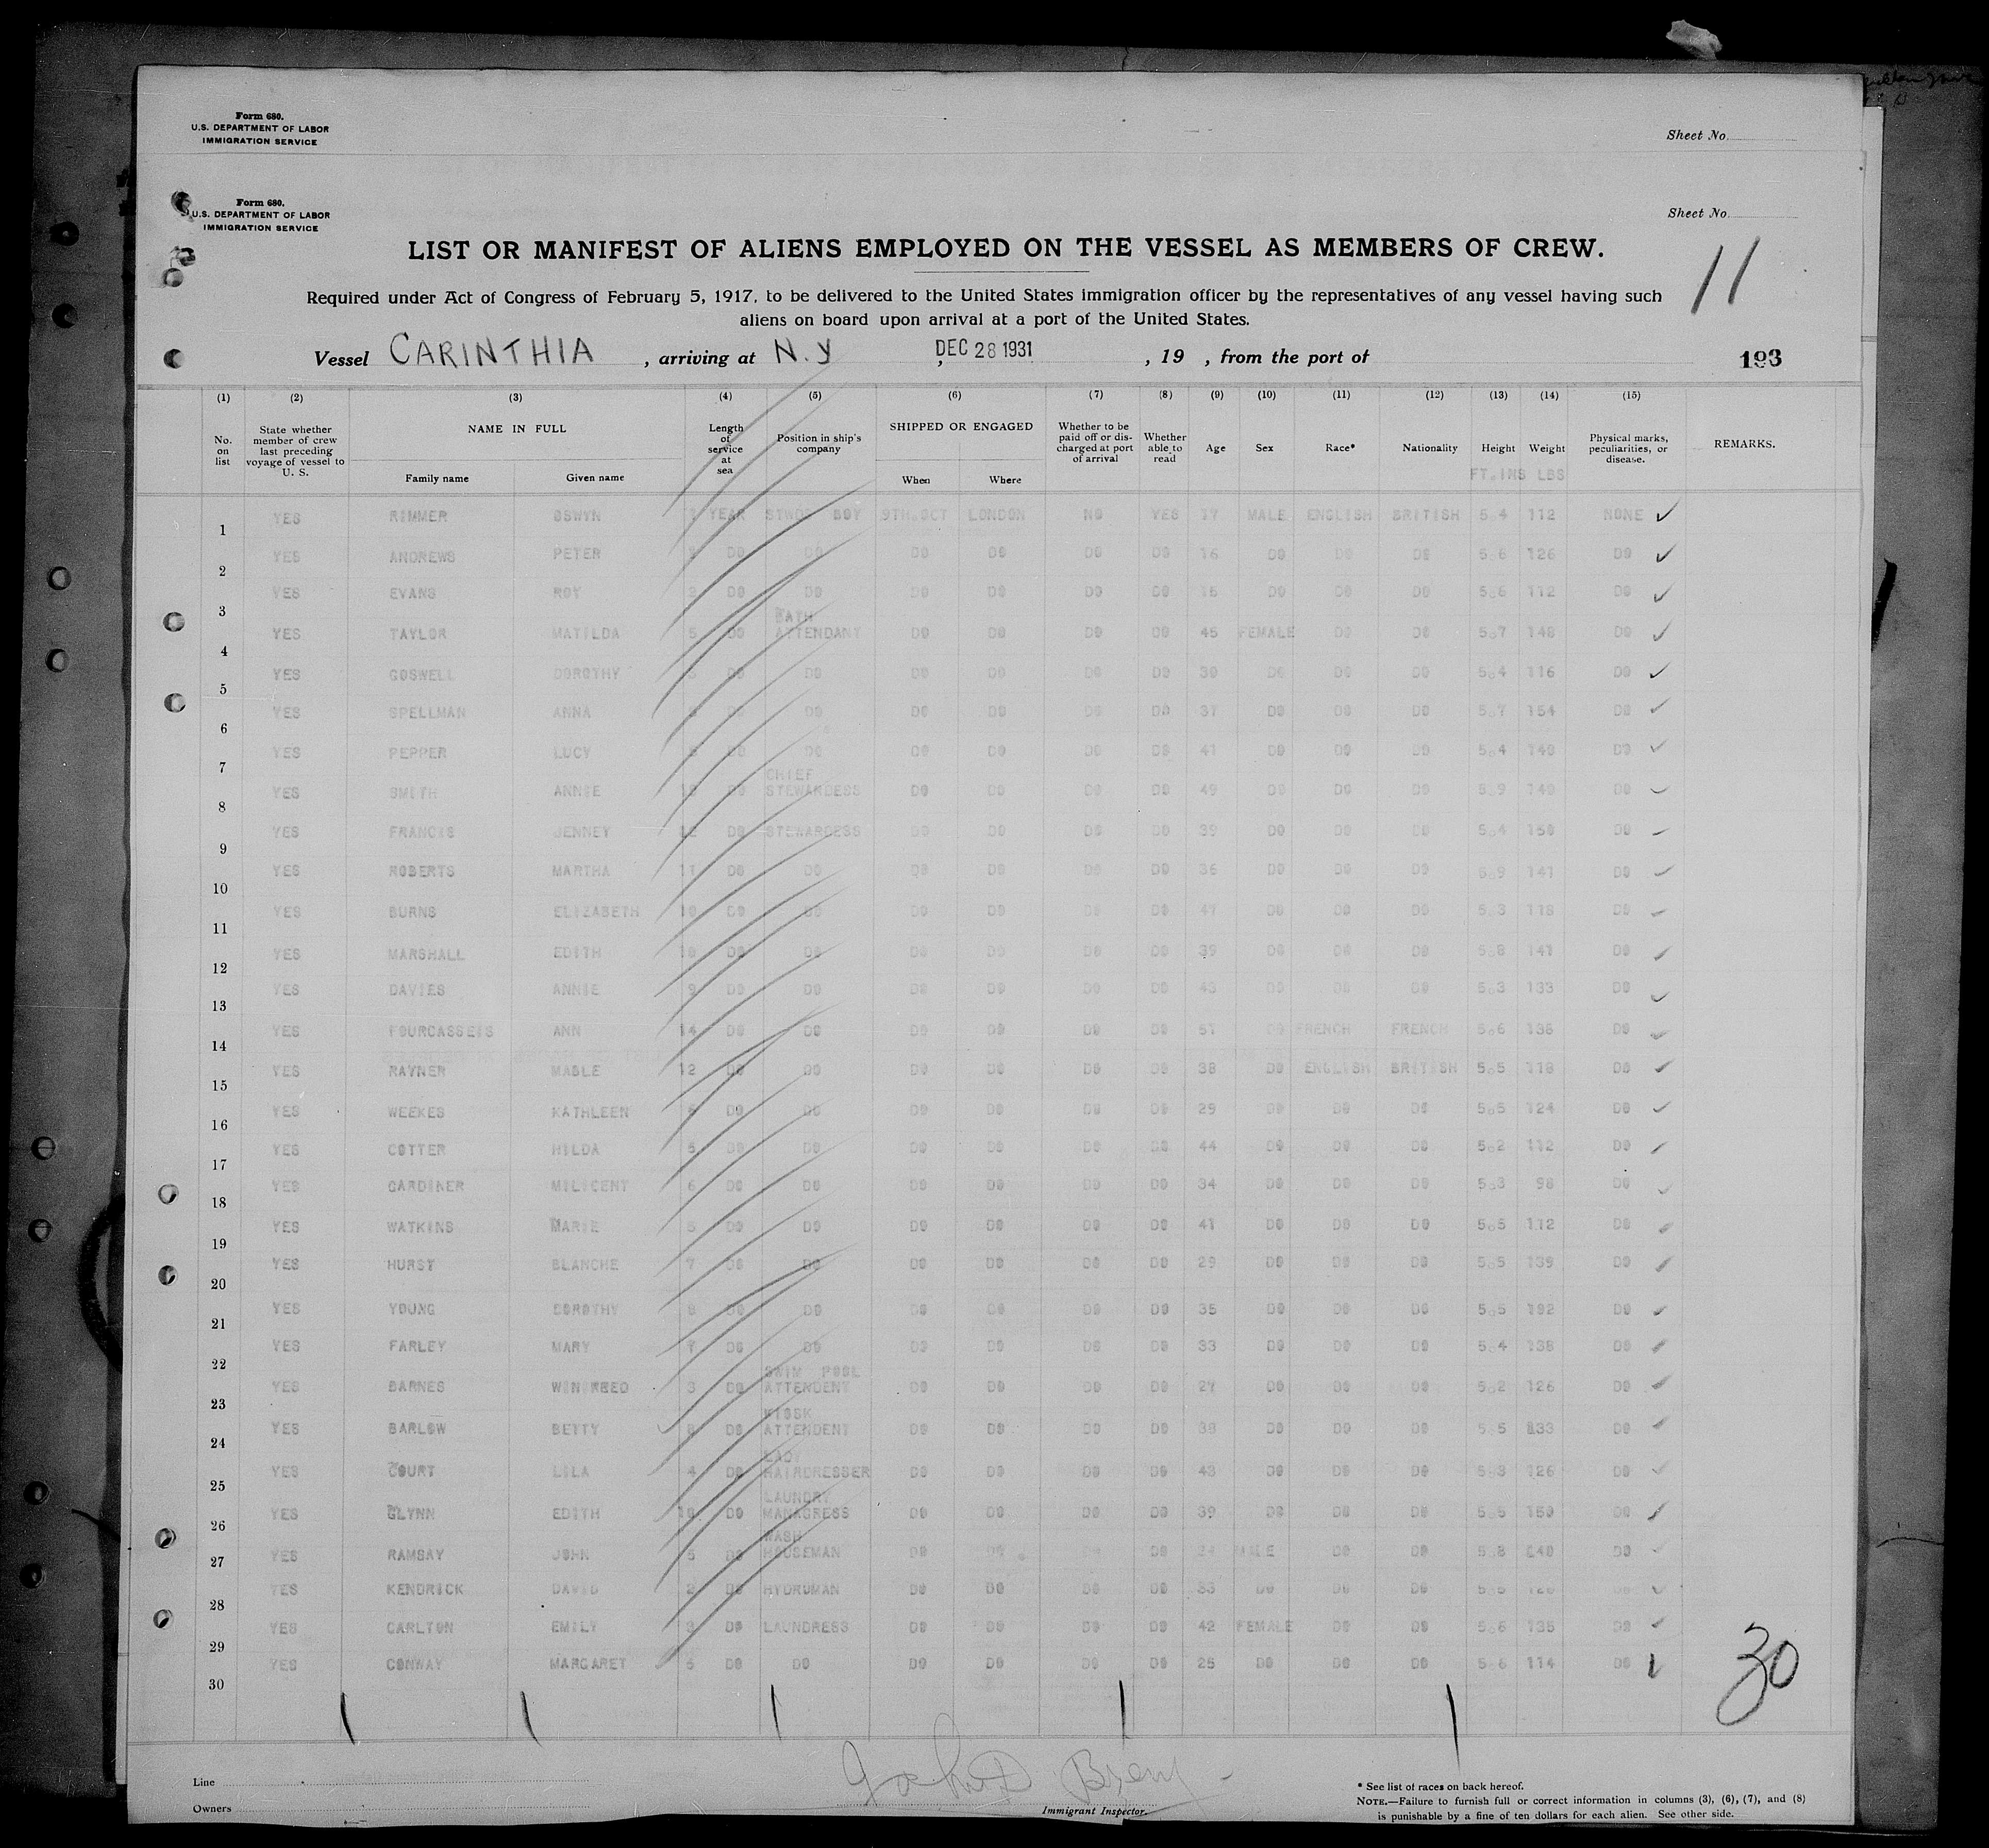 Form 680.
U.S. DEPARTMENT OF LABOR
IMMIGRATION SERVICE
Sheet No.
Form 680.
U.S. DEPARTMENT OF LABOR
IMMIGRATION SERVICE
Sheet No.
LIST OR MANIFEST OF ALIENS EMPLOYED ON THE VESSEL AS MEMBERS OF CREW.
11
Required under Act of Congress of February 5, 1917, to be delivered to the United States immigration officer by the representatives of any vessel having such
aliens on board upon arrival at a port of the United States.
Vessel CARINTHIA, arriving at N.Y, DEC 28 1931, 19 , from the port of 193
(1) (2) (3) (4) (5) (6) (7) (8) (9) (10) (11) (12) (13) (14) (15)
No. on list State whether member of crew last preceding voyage of vessel to U. S. NAME IN FULL Family name Given name Length of service at sea Position in ship's company SHIPPED OR ENGAGED When Where Whether to be paid off or discharged at port of arrival Whether able to read Age Sex Race* Nationality Height Weight Physical marks, peculiarities, or disease. REMARKS.
FT.INS LBS
1 YES RIMMER OSWYN YEAR BOY 9TH.OCT LONDON NO YES 17 MALE ENGLISH BRITISH 5.4 112 NONE
2 YES ANDREWS PETER DO DO DO DO DO DO 16 DO DO DO 5.6 126 DO
3 YES EVANS ROY 2 DO DO DO DO DO DO DO DO DO 5.6 112 DO
4 YES TAYLOR MATILDA 5 DO BATH ATTENDANT DO DO DO DO 45 FEMALE DO DO 5.7 148 DO
5 YES GOSWELL DOROTHY DO DO DO DO DO DO 30 DO DO DO 5.4 116 DO
6 YES SPELLMAN ANNA DO DO DO DO DO DO 37 DO DO DO 5.7 154 DO
7 YES PEPPER LUCY DO DO DO DO DO DO 41 DO DO DO 5.4 140 DO
8 YES SMITH ANNIE DO CHIEF STEWARDESS DO DO DO DO 49 DO DO DO 5.9 140 DO
9 YES FRANCIS JENNEY 12 DO STEWARDESS DO DO DO DO 39 DO DO DO 5.4 150 DO
10 YES ROBERTS MARTHA 11 DO DO DO DO DO DO 36 DO DO DO 5.9 141 DO
11 YES BURNS ELIZABETH 10 DO DO DO DO DO DO 47 DO DO DO 5.3 118 DO
12 YES MARSHALL EDITH 10 DO DO DO DO DO DO 39 DO DO DO 5.8 141 DO
13 YES DAVIES ANNIE 9 DO DO DO DO DO DO 43 DO DO DO 5.3 133 DO
14 YES FOURCASSEIS ANN 14 DO DO DO DO DO DO 51 DO FRENCH FRENCH 5.6 DO
15 YES RAYNER MABLE 12 DO DO DO DO DO DO 38 DO ENGLISH BRITISH 5.5 118 DO
16 YES WEEKES KATHLEEN 6 DO DO DO DO DO DO 29 DO DO DO 5.5 124 DO
17 YES COTTER HILDA 5 DO DO DO DO DO DO 44 DO DO DO 5.2 112 DO
18 YES GARDINER MILICENT 6 DO DO DO DO DO DO 34 DO DO DO 5.3 98 DO
19 YES WATKINS MARIE 5 DO DO DO DO DO DO 41 DO DO DO 5.5 112 DO
20 YES HURST BLANCHE 7 DO DO DO DO DO DO 29 DO DO DO 5.5 139 DO
21 YES YOUNG DOROTHY 8 DO DO DO DO DO DO 35 DO DO DO 5.5 102 DO
22 YES FARLEY MARY 7 DO DO DO DO DO DO 33 DO DO DO 5.4 138 DO
23 YES BARNES WINIWEED 3 DO SWIM POOL ATTENDENT DO DO DO DO 27 DO DO DO 5.2 126 DO
24 YES BARLOW BETTY DO KIOSK ATTENDENT DO DO DO DO 38 DO DO DO 5.5 133 DO
25 YES COURT LILA 4 DO LADY HAIRDRESSER DO DO DO DO 43 DO DO DO 5.3 126 DO
26 YES GLYNN EDITH 10 DO LAUNDRY MANAGRESS DO DO DO DO 39 DO DO DO 5.5 150 DO
27 YES RAMSAY JOHN 5 DO WASH HOUSEMAN DO DO DO DO MALE DO DO 5.8 140 DO
28 YES KENDRICK DAVID 2 DO HYDRUMAN DO DO DO DO 33 DO DO DO 5.5 DO
29 YES CARLTON EMILY 3 DO LAUNDRESS DO DO DO DO 42 FEMALE DO DO 5.6 135 DO
30 YES CONWAY MARGARET 5 DO DO DO DO DO DO 25 DO DO DO 5.6 114 DO
30
Line
Owners
Immigrant Inspector.
* See list of races on back hereof.
NOTE.—Failure to furnish full or correct information in columns (3), (6), (7), and (8)
is punishable by a fine of ten dollars for each alien. See other side.